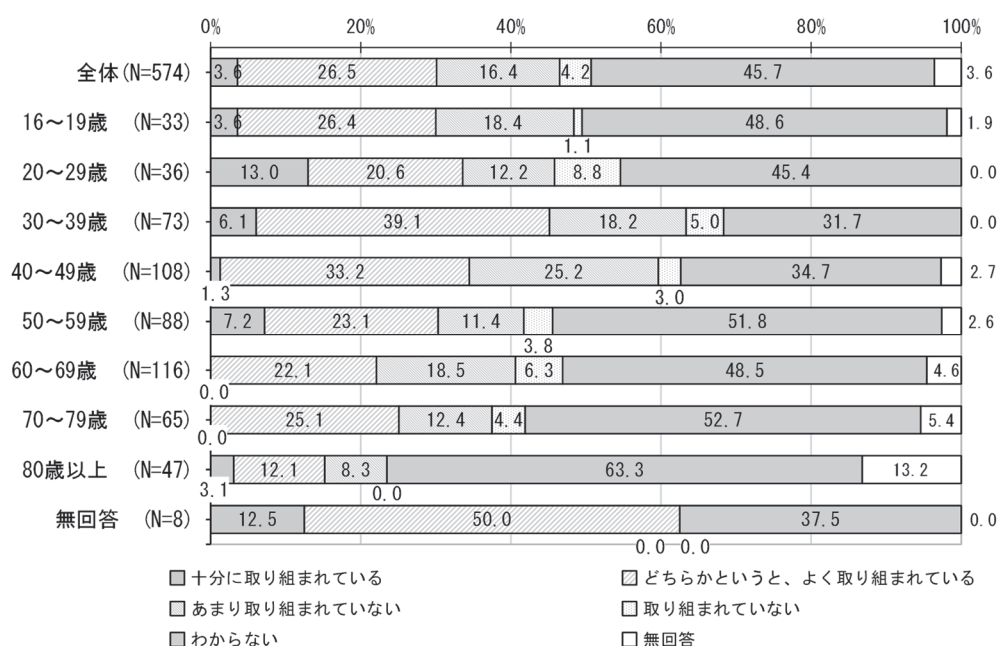 0% 20% 40% 60% 80% 100%
全体(N=574) 3.6 26.5 16.4 4.2 45.7 3.6
16～19歳 (N=33) 3.6 26.4 18.4 48.6 1.9
1.1
20～29歳 (N=36) 13.0 20.6 12.2 8.8 45.4 0.0
30～39歳 (N=73) 6.1 39.1 18.2 5.0 31.7 0.0
40～49歳 (N=108) 33.2 25.2 34.7 2.7
1.3 3.0
50～59歳 (N=88) 7.2 23.1 11.4 51.8 2.6
3.8
60～69歳 (N=116) 22.1 18.5 6.3 48.5 4.6
0.0
70～79歳 (N=65) 25.1 12.4 4.4 52.7 5.4
0.0
80歳以上 (N=47) 12.1 8.3 63.3 13.2
3.1 0.0
無回答 (N=8) 12.5 50.0 37.5 0.0
0.0 0.0
十分に取り組まれている どちらかというと、よく取り組まれている
あまり取り組まれていない 取り組まれていない
わからない 無回答